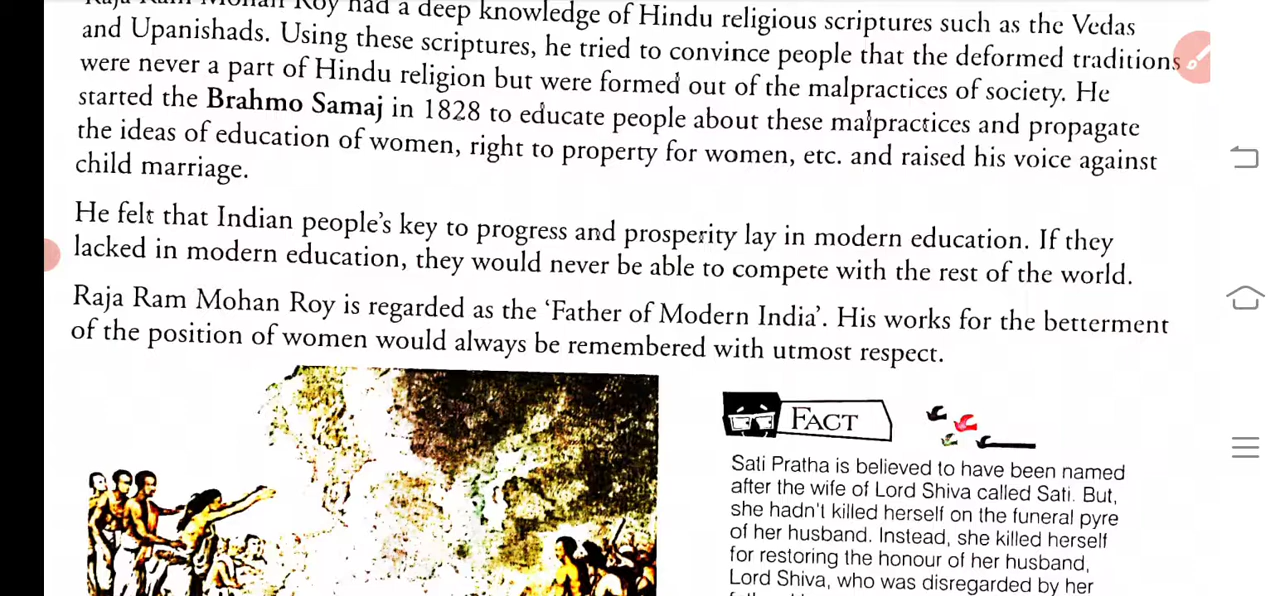 Raja Ram Mohan Roy had a deep knowledge of Hindu religious scriptures such as the Vedas
and Upanishads. Using these scriptures, he tried to convince people that the deformed traditions
were never a part of Hindu religion but were formed out of the malpractices of society. He
started the Brahmo Samaj in 1828 to educate people about these malpractices and propagate
the ideas of education of women, right to property for women, etc. and raised his voice against
child marriage.
He felt that Indian people's key to progress and prosperity lay in modern education. If they
lacked in modern education, they would never be able to compete with the rest of the world.
Raja Ram Mohan Roy is regarded as the 'Father of Modern India'. His works for the betterment
of the position of women would always be remembered with utmost respect.
FACT
Sati Pratha is believed to have been named
after the wife of Lord Shiva called Sati. But,
she hadn't killed herself on the funeral pyre
of her husband. Instead, she killed herself
for restoring the honour of her husband,
Lord Shiva, who was disregarded by her